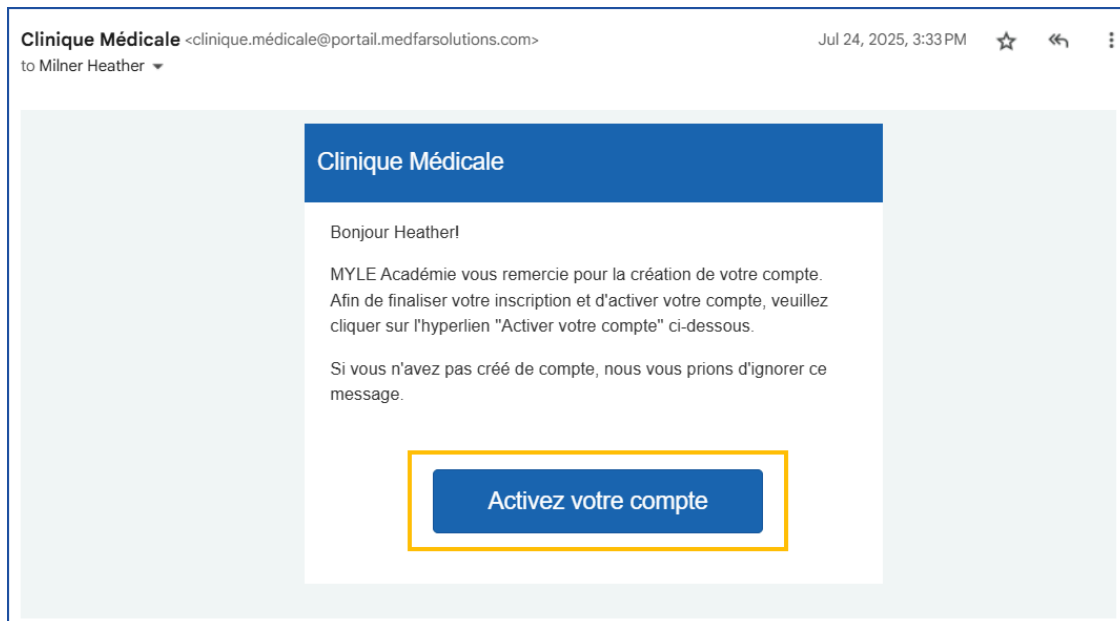 Clinique Médicale <clinique.médicale@portail.medfarsolutions.com> Jul 24, 2025, 3:33 PM
to Milner Heather
Clinique Médicale
Bonjour Heather!
MYLE Académie vous remercie pour la création de votre compte.
Afin de finaliser votre inscription et d'activer votre compte, veuillez
cliquer sur l'hyperlien "Activer votre compte" ci-dessous.
Si vous n'avez pas créé de compte, nous vous prions d'ignorer ce
message.
Activez votre compte